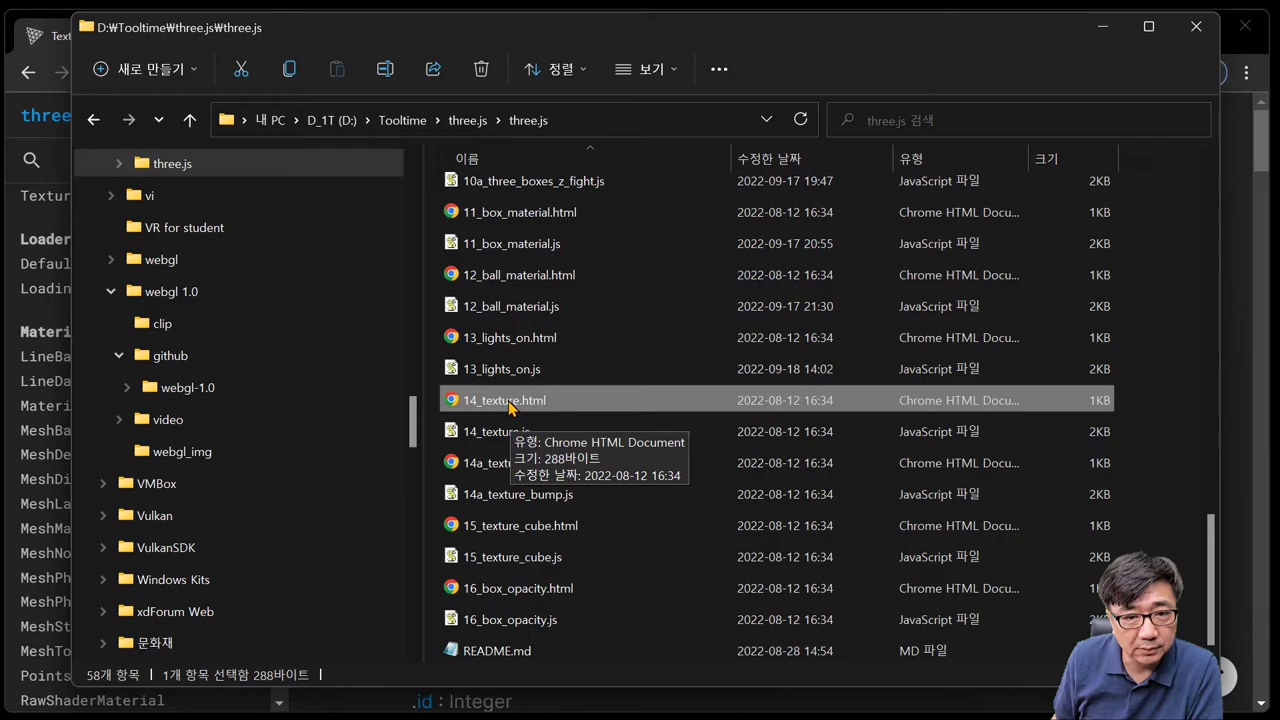 D:₩Tooltime₩three.js₩three.js
Text
새로 만들기
정렬
보기
three
내 PC
D_1T (D:)
Tooltime
three.js
three.js
three.js 검색
이름
수정한 날짜
유형
크기
three.js
vi
VR for student
webgl
webgl 1.0
clip
github
webgl-1.0
video
webgl_img
VMBox
Vulkan
VulkanSDK
Windows Kits
xdForum Web
문화재
10a_three_boxes_z_fight.js 2022-09-17 19:47 JavaScript 파일 2KB
11_box_material.html 2022-08-12 16:34 Chrome HTML Docu... 1KB
11_box_material.js 2022-09-17 20:55 JavaScript 파일 2KB
12_ball_material.html 2022-08-12 16:34 Chrome HTML Docu... 1KB
12_ball_material.js 2022-09-17 21:30 JavaScript 파일 2KB
13_lights_on.html 2022-08-12 16:34 Chrome HTML Docu... 1KB
13_lights_on.js 2022-09-18 14:02 JavaScript 파일 2KB
14_texture.html 2022-08-12 16:34 Chrome HTML Docu... 1KB
14_texture.js 2022-08-12 16:34 JavaScript 파일 2KB
14a_textu 2022-08-12 16:34 Chrome HTML Docu... 1KB
14a_texture_bump.js 2022-08-12 16:34 JavaScript 파일 2KB
15_texture_cube.html 2022-08-12 16:34 Chrome HTML Docu... 1KB
15_texture_cube.js 2022-08-12 16:34 JavaScript 파일 2KB
16_box_opacity.html 2022-08-12 16:34 Chrome HTML Docu...
16_box_opacity.js 2022-08-12 16:34 JavaScript 파일
README.md 2022-08-28 14:54 MD 파일
유형: Chrome HTML Document
크기: 288바이트
수정한 날짜: 2022-08-12 16:34
58개 항목
1개 항목 선택함 288바이트
Textur
Loader
Defaul
Loadin
Materi
LineBa
LineDa
Materi
MeshBa
MeshDe
MeshLa
MeshMa
MeshNo
MeshPh
MeshPh
MeshSt
MeshTo
Points
RawShaderMaterial
.id : Integer